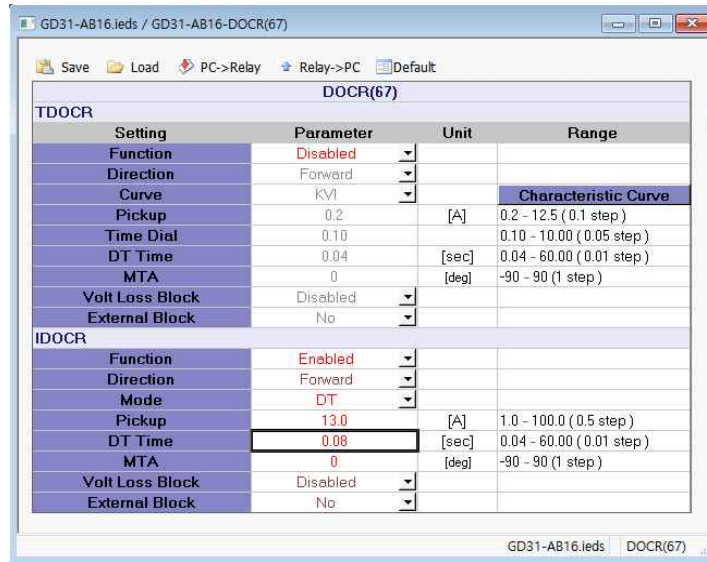 GD31-AB16.ieds / GD31-AB16-DOCR(67)
Save Load PC->Relay Relay->PC Default
DOCR(67)
TDOCR
Setting Parameter Unit Range
Function Disabled
Direction Forward
Curve KVI Characteristic Curve
Pickup 0.2 [A] 0.2 - 12.5 ( 0.1 step )
Time Dial 0.10 0.10 - 10.00 ( 0.05 step )
DT Time 0.04 [sec] 0.04 - 60.00 ( 0.01 step )
MTA 0 [deg] -90 - 90 (1 step )
Volt Loss Block Disabled
External Block No
IDOCR
Function Enabled
Direction Forward
Mode DT
Pickup 13.0 [A] 1.0 - 100.0 ( 0.5 step )
DT Time 0.08 [sec] 0.04 - 60.00 ( 0.01 step )
MTA 0 [deg] -90 - 90 (1 step )
Volt Loss Block Disabled
External Block No
GD31-AB16.ieds DOCR(67)